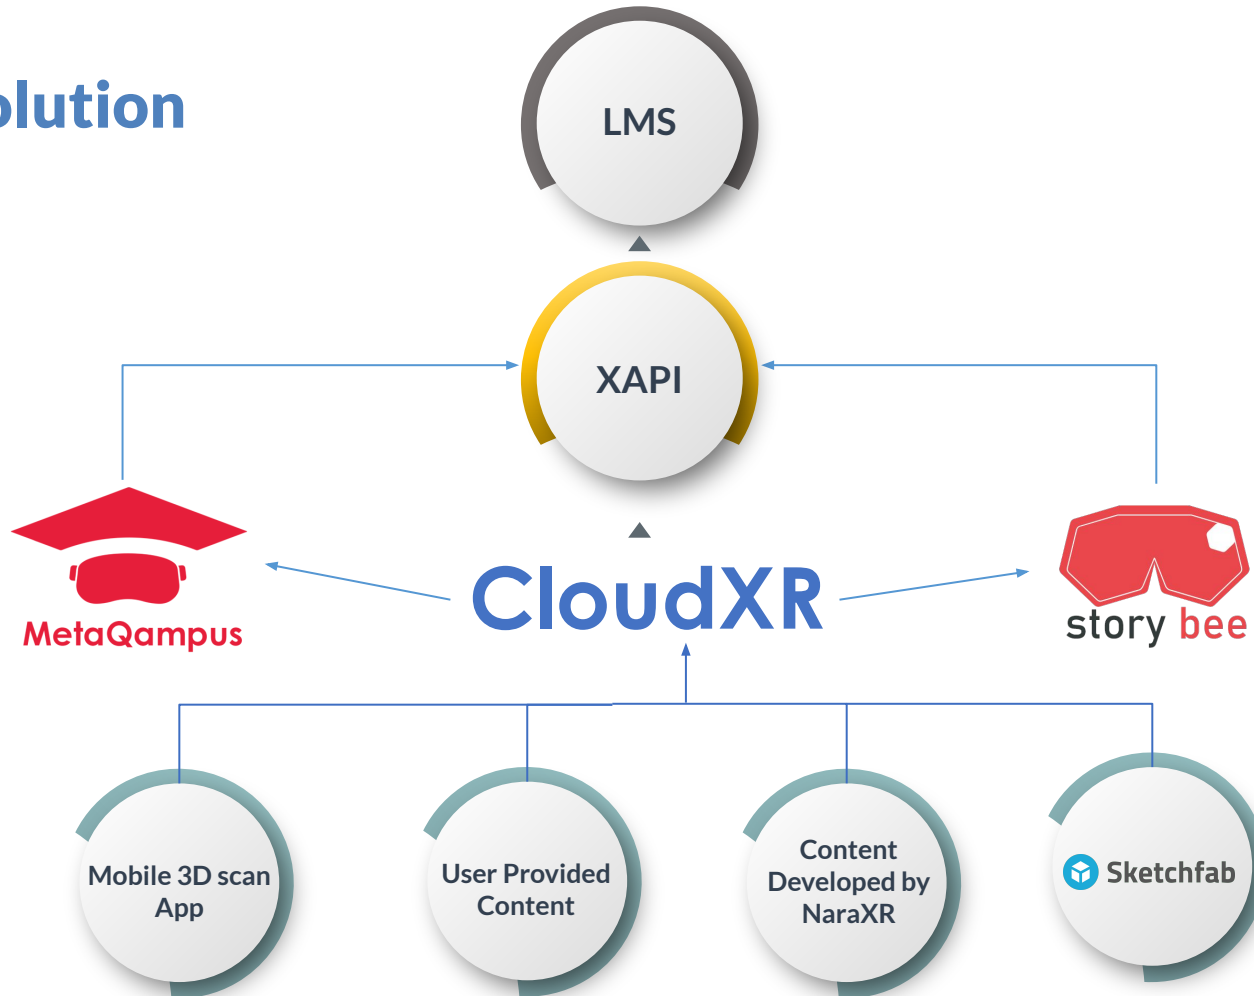 olution
LMS
XAPI
MetaQampus
CloudXR
story bee
Mobile 3D scan
App
User Provided
Content
Content
Developed by
NaraXR
Sketchfab